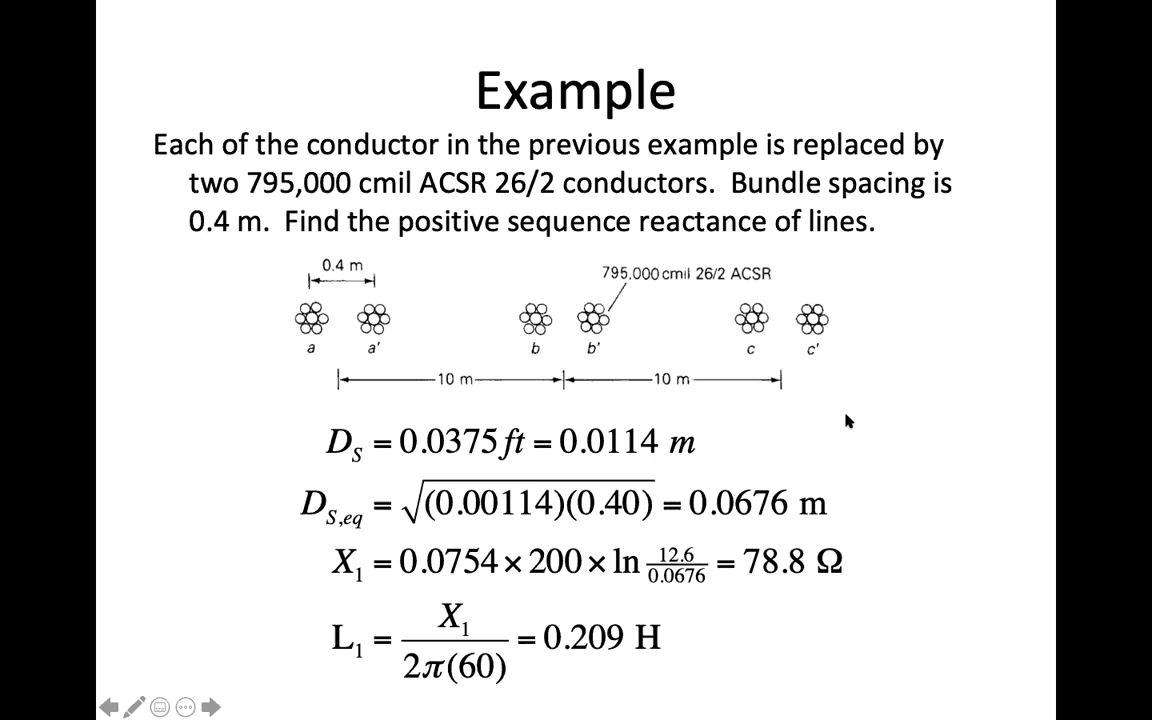 Example
Each of the conductor in the previous example is replaced by
two 795,000 cmil ACSR 26/2 conductors. Bundle spacing is
0.4 m. Find the positive sequence reactance of lines.
0.4 m
795,000 cmil 26/2 ACSR
a a' b b' c c'
10 m 10 m
D_S = 0.0375 ft = 0.0114 m
D_{S,eq} = √(0.00114)(0.40) = 0.0676 m
X_1 = 0.0754 × 200 × ln 12.6/0.0676 = 78.8 Ω
L_1 = X_1/2π(60) = 0.209 H